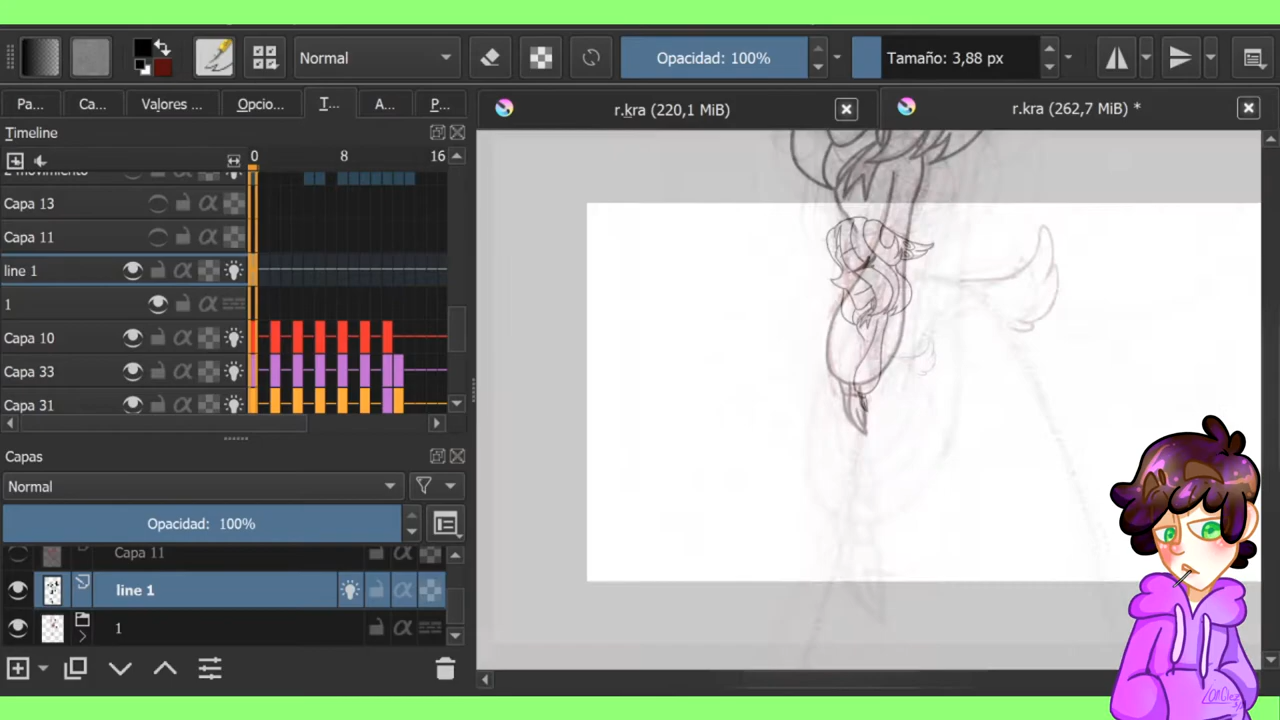 Normal
Opacidad: 100%
Tamaño: 3,88 px
Pa...
Ca...
Valores ...
Opcio...
T...
A...
P...
r.kra (220,1 MiB)
r.kra (262,7 MiB) *
Timeline
0
8
16
2 movimiento
Capa 13
Capa 11
line 1
1
Capa 10
Capa 33
Capa 31
Capas
Normal
Opacidad: 100%
Capa 11
line 1
1